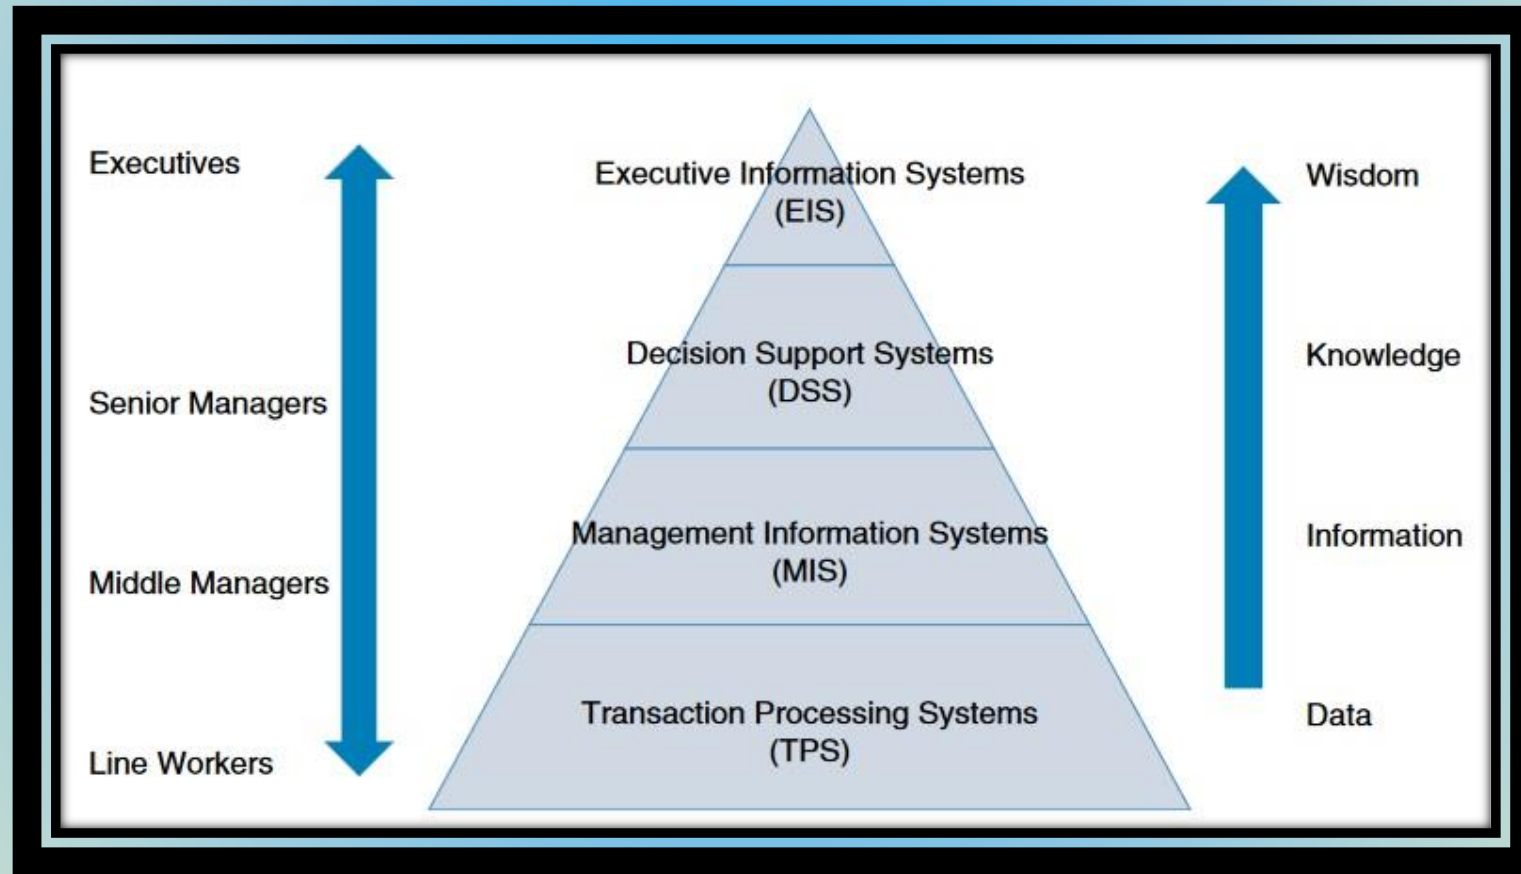 Executives
Executive Information Systems
(EIS)
Wisdom
Decision Support Systems
(DSS)
Knowledge
Senior Managers
Management Information Systems
(MIS)
Information
Middle Managers
Transaction Processing Systems
(TPS)
Data
Line Workers